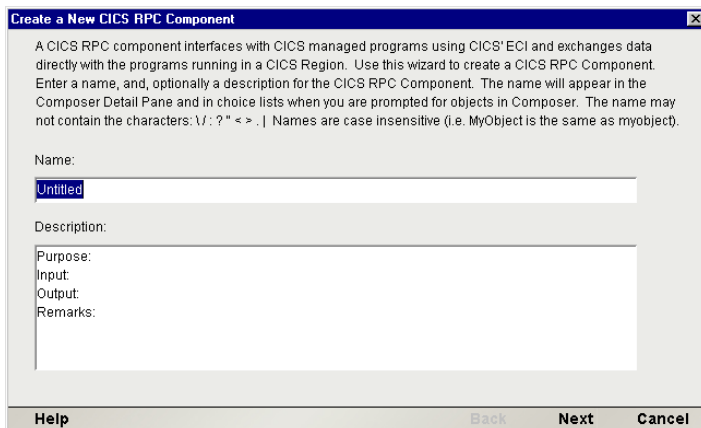 Create a New CICS RPC Component
A CICS RPC component interfaces with CICS managed programs using CICS' ECI and exchanges data
directly with the programs running in a CICS Region. Use this wizard to create a CICS RPC Component.
Enter a name, and, optionally a description for the CICS RPC Component. The name will appear in the
Composer Detail Pane and in choice lists when you are prompted for objects in Composer. The name may
not contain the characters: \ / : ? " < > . | Names are case insensitive (i.e. MyObject is the same as myobject).
Name:
Untitled
Description:
Purpose:
Input:
Output:
Remarks:
Help Back Next Cancel